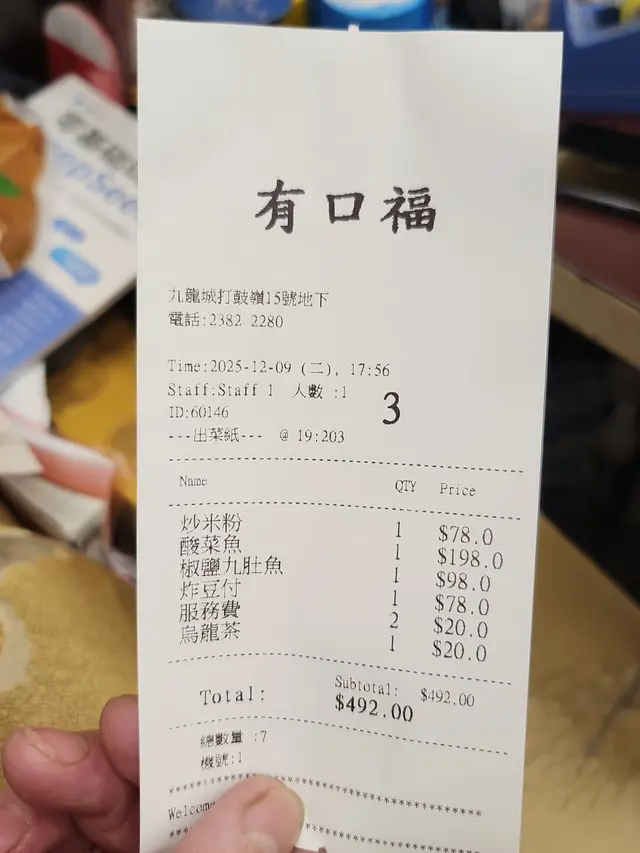 有口福
九龍城打鼓嶺15號地下
電話:2382 2280
Time:2025-12-09 (二), 17:56
Staff:Staff 1 人數 :1
3
ID:60146
---出菜紙--- @ 19:203
Name QTY Price
炒米粉 1 $78.0
酸菜魚 1 $198.0
椒鹽九肚魚 1 $98.0
炸豆付 1 $78.0
服務費 2 $20.0
烏龍茶 1 $20.0
Subtotal: $492.00
Total: $492.00
總數量 :7
機號:1
Welcome